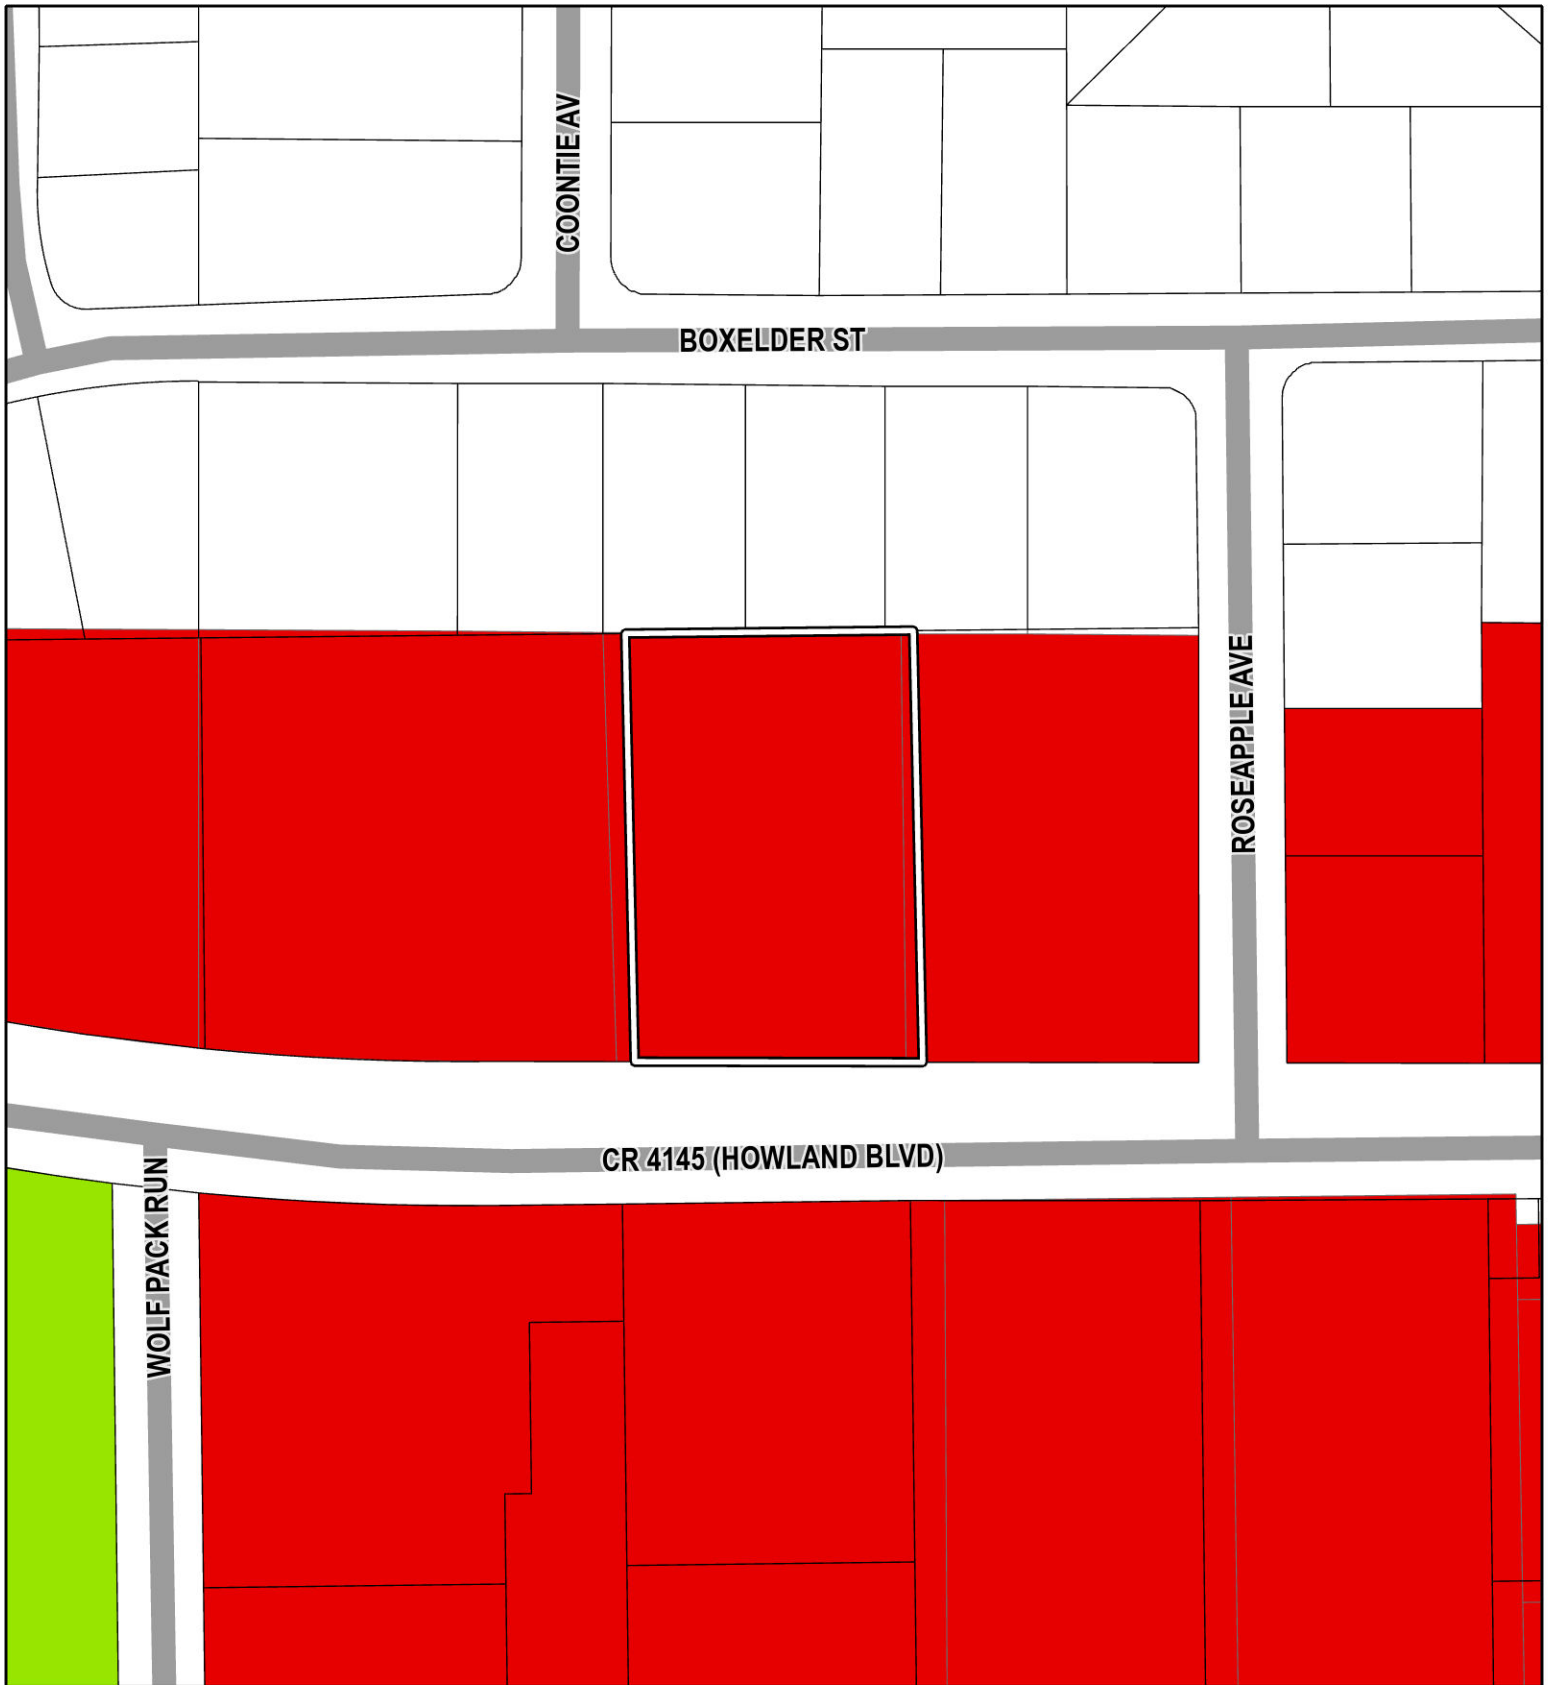 COONTIE AV
BOXELDER ST
ROSEAPPLE AVE
CR 4145 (HOWLAND BLVD)
WOLF PACK RUN